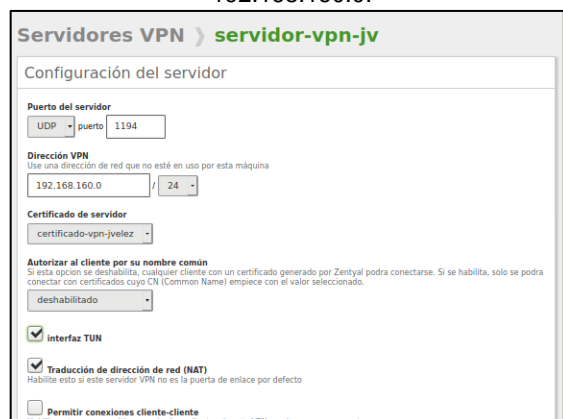 Servidores VPN ❭ servidor-vpn-jv
Configuración del servidor
Puerto del servidor
UDP puerto 1194
Dirección VPN
Use una dirección de red que no esté en uso por esta máquina
192.168.160.0 / 24
Certificado de servidor
certificado-vpn-jvelez
Autorizar al cliente por su nombre común
Si esta opcion se deshabilita, cualquier cliente con un certificado generado por Zentyal podra conectarse. Si se habilita, solo se podra
conectar con certificados cuyo CN (Common Name) empiece con el valor seleccionado.
deshabilitado
interfaz TUN
Traducción de dirección de red (NAT)
Habilite esto si este servidor VPN no es la puerta de enlace por defecto
Permitir conexiones cliente-cliente